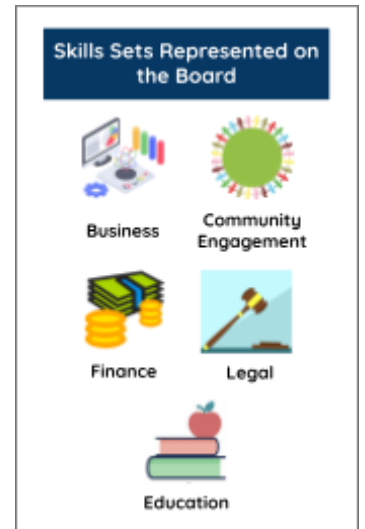 Skills Sets Represented on
the Board
Business
Community
Engagement
Finance
Legal
Education